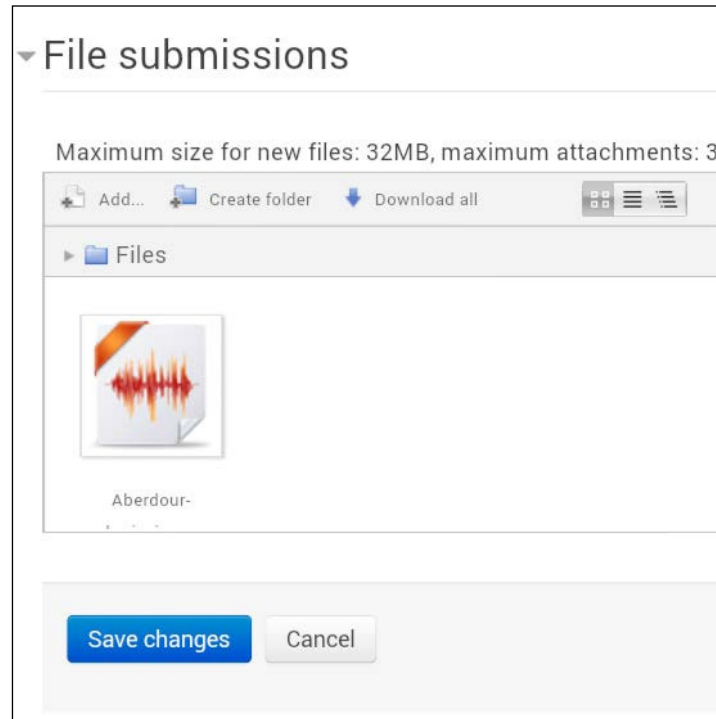 File submissions
Maximum size for new files: 32MB, maximum attachments: 3
Add... Create folder Download all
Files
Aberdour-
Save changes Cancel